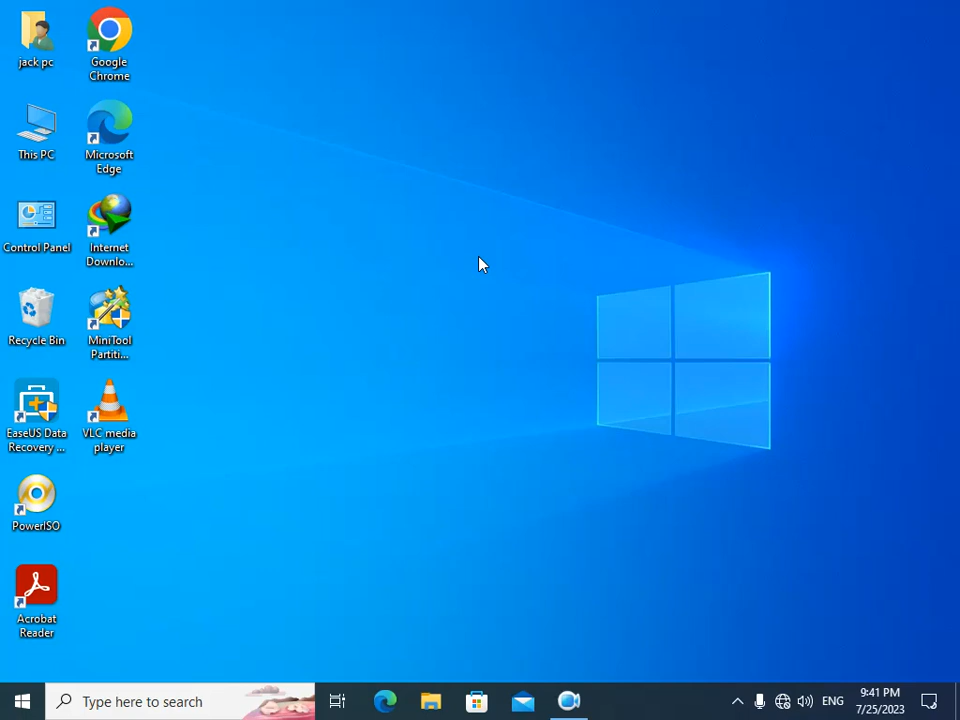 jack pc
Google
Chrome
This PC
Microsoft
Edge
Control Panel
Internet
Downlo...
Recycle Bin
MiniTool
Partiti...
EaseUS Data
Recovery ...
VLC media
player
PowerISO
Acrobat
Reader
Type here to search
ENG
9:41 PM
7/25/2023